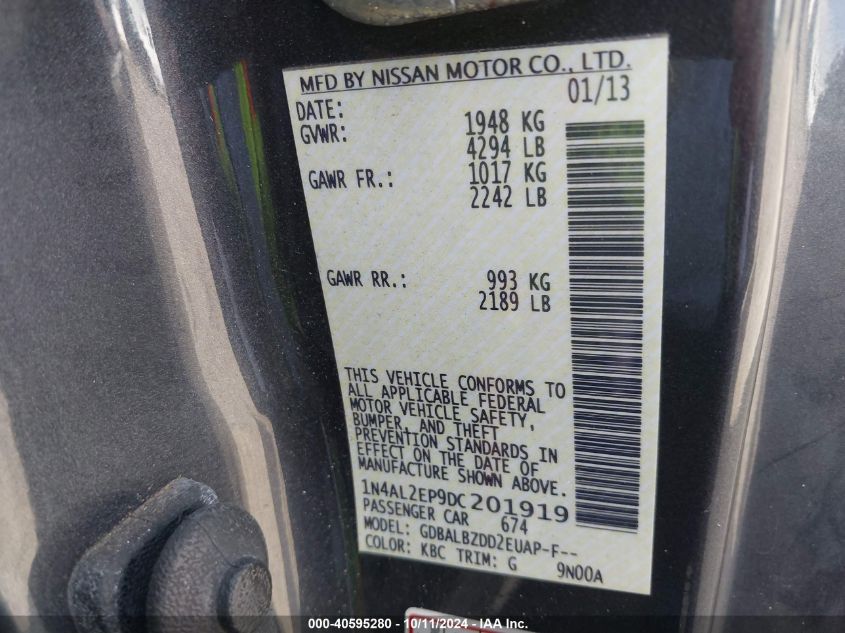 MFD BY NISSAN MOTOR CO., LTD.
DATE: 01/13
GVWR: 1948 KG
4294 LB
GAWR FR.: 1017 KG
2242 LB
GAWR RR.: 993 KG
2189 LB
THIS VEHICLE CONFORMS TO
ALL APPLICABLE FEDERAL
MOTOR VEHICLE SAFETY,
BUMPER, AND THEFT
PREVENTION STANDARDS IN
EFFECT ON THE DATE OF
MANUFACTURE SHOWN ABOVE.
1N4AL2EP9DC201919
PASSENGER CAR 674
MODEL: GDBALBZDD2EUAP-F--
COLOR: KBC TRIM: G 9N00A
000-40595280 - 10/11/2024 - IAA Inc.